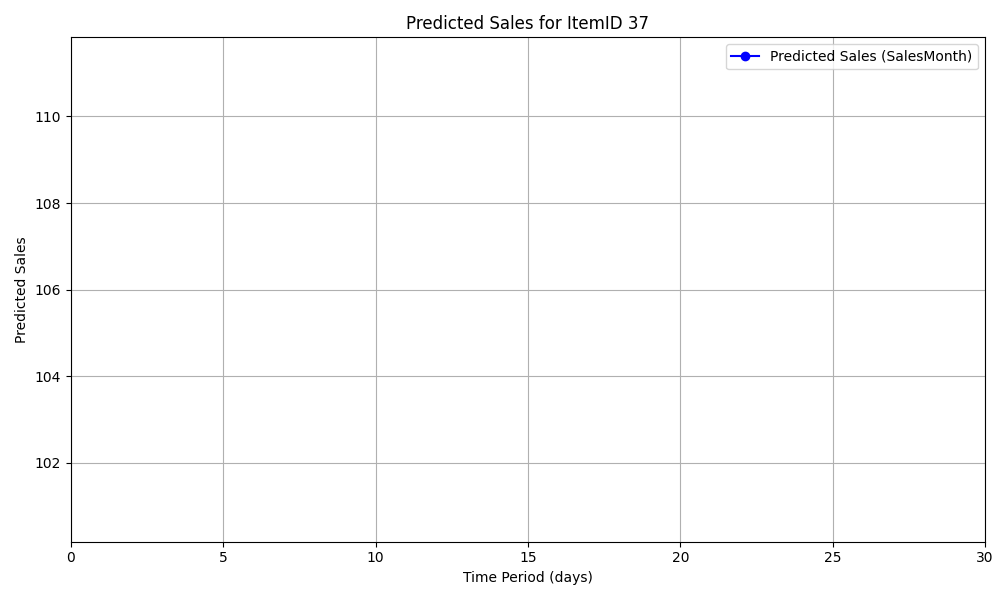 Predicted Sales for ItemID 37
Predicted Sales (SalesMonth)
Predicted Sales
110
108
106
104
102
0 5 10 15 20 25 30
Time Period (days)